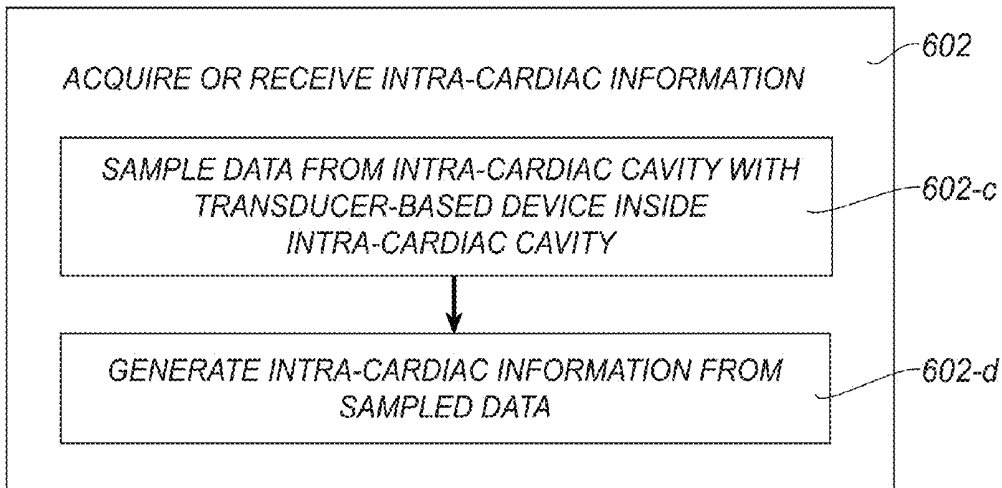 602
ACQUIRE OR RECEIVE INTRA-CARDIAC INFORMATION
SAMPLE DATA FROM INTRA-CARDIAC CAVITY WITH
TRANSDUCER-BASED DEVICE INSIDE
INTRA-CARDIAC CAVITY
602-c
GENERATE INTRA-CARDIAC INFORMATION FROM
SAMPLED DATA
602-d